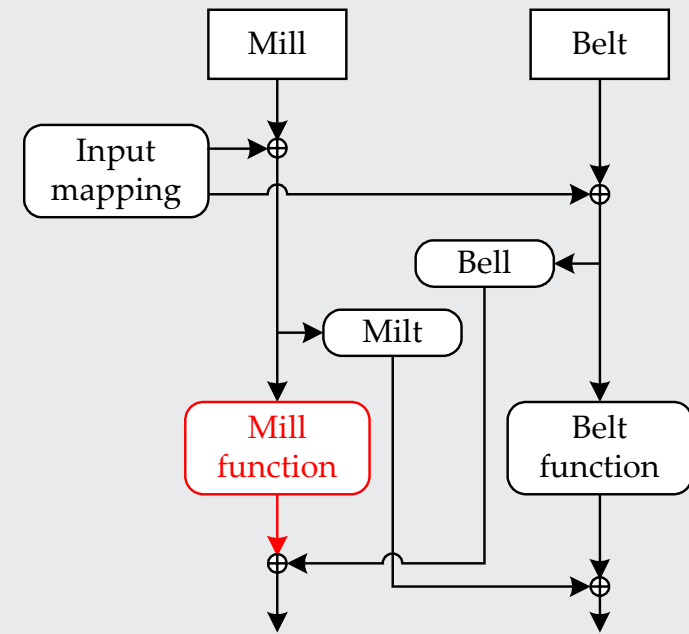 Mill
Belt
Input
mapping
Bell
Milt
Mill
function
Belt
function